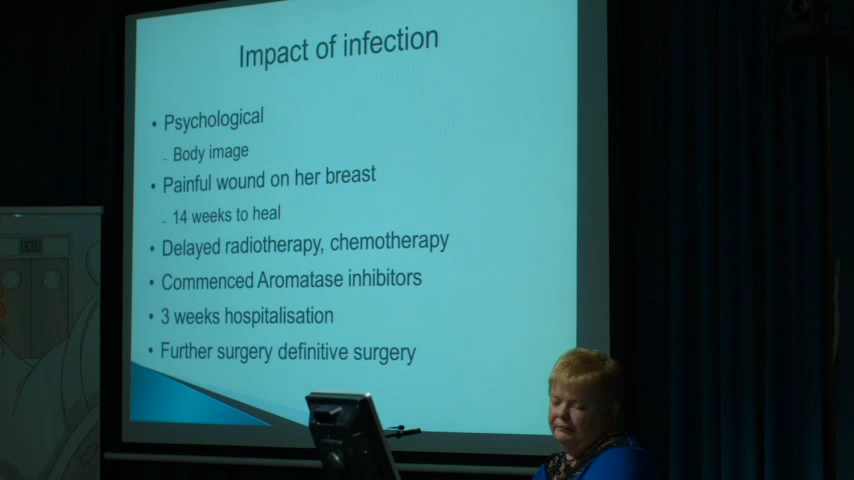 Impact of infection
• Psychological
- Body image
• Painful wound on her breast
- 14 weeks to heal
• Delayed radiotherapy, chemotherapy
• Commenced Aromatase inhibitors
• 3 weeks hospitalisation
• Further surgery definitive surgery